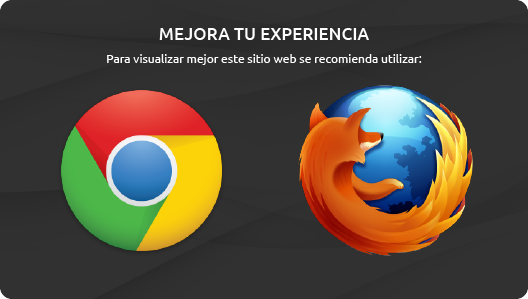 MEJORA TU EXPERIENCIA
Para visualizar mejor este sitio web se recomienda utilizar: